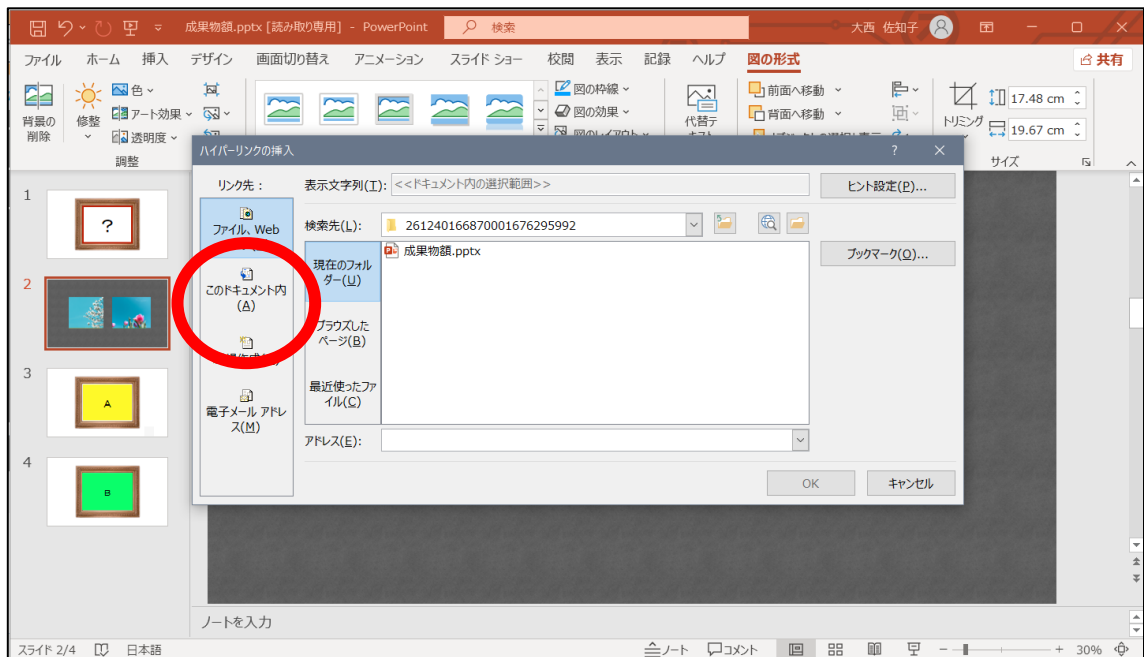 成果物額.pptx [読み取り専用] - PowerPoint
検索
大西 佐知子
ファイル ホーム 挿入 デザイン 画面切り替え アニメーション スライド ショー 校閲 表示 記録 ヘルプ 図の形式
共有
背景の
削除
修整
色
アート効果
透明度
調整
図の枠線
図の効果
代替テ
前面へ移動
背面へ移動
トリミング
17.48 cm
19.67 cm
サイズ
ハイパーリンクの挿入
? ×
リンク先：
表示文字列(T): <<ドキュメント内の選択範囲>>
ヒント設定(P)...
ファイル、Web
検索先(L): 261240166870001676295992
成果物額.pptx
ブックマーク(O)...
このドキュメント内
(A)
現在のフォル
ダー(U)
ブラウズした
ページ(B)
最近使ったファ
イル(C)
電子メール アドレ
ス(M)
アドレス(E):
OK
キャンセル
1
?
2
3
A
4
B
ノートを入力
スライド 2/4 日本語
ノート コメント
30%